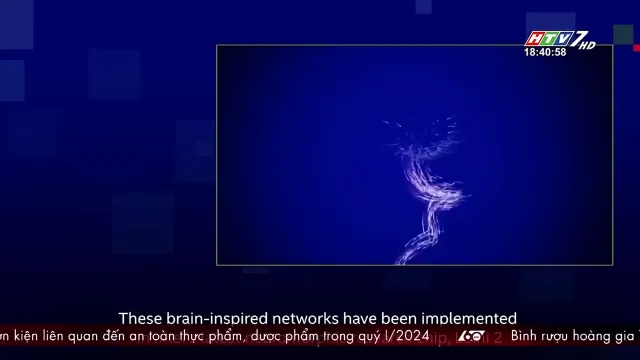 HTV7 HD
18:40:58
These brain-inspired networks have been implemented
kiện liên quan đến an toàn thực phẩm, dược phẩm trong quý I/2024 60s Bình rượu hoàng gia